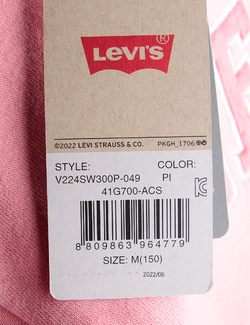 LEVI'S
©2022 LEVI STRAUSS & CO. PKGH_1706
STYLE: COLOR:
V224SW300P-049 PI
41G700-ACS
8 809863 964779
SIZE: M(150)
2022/06